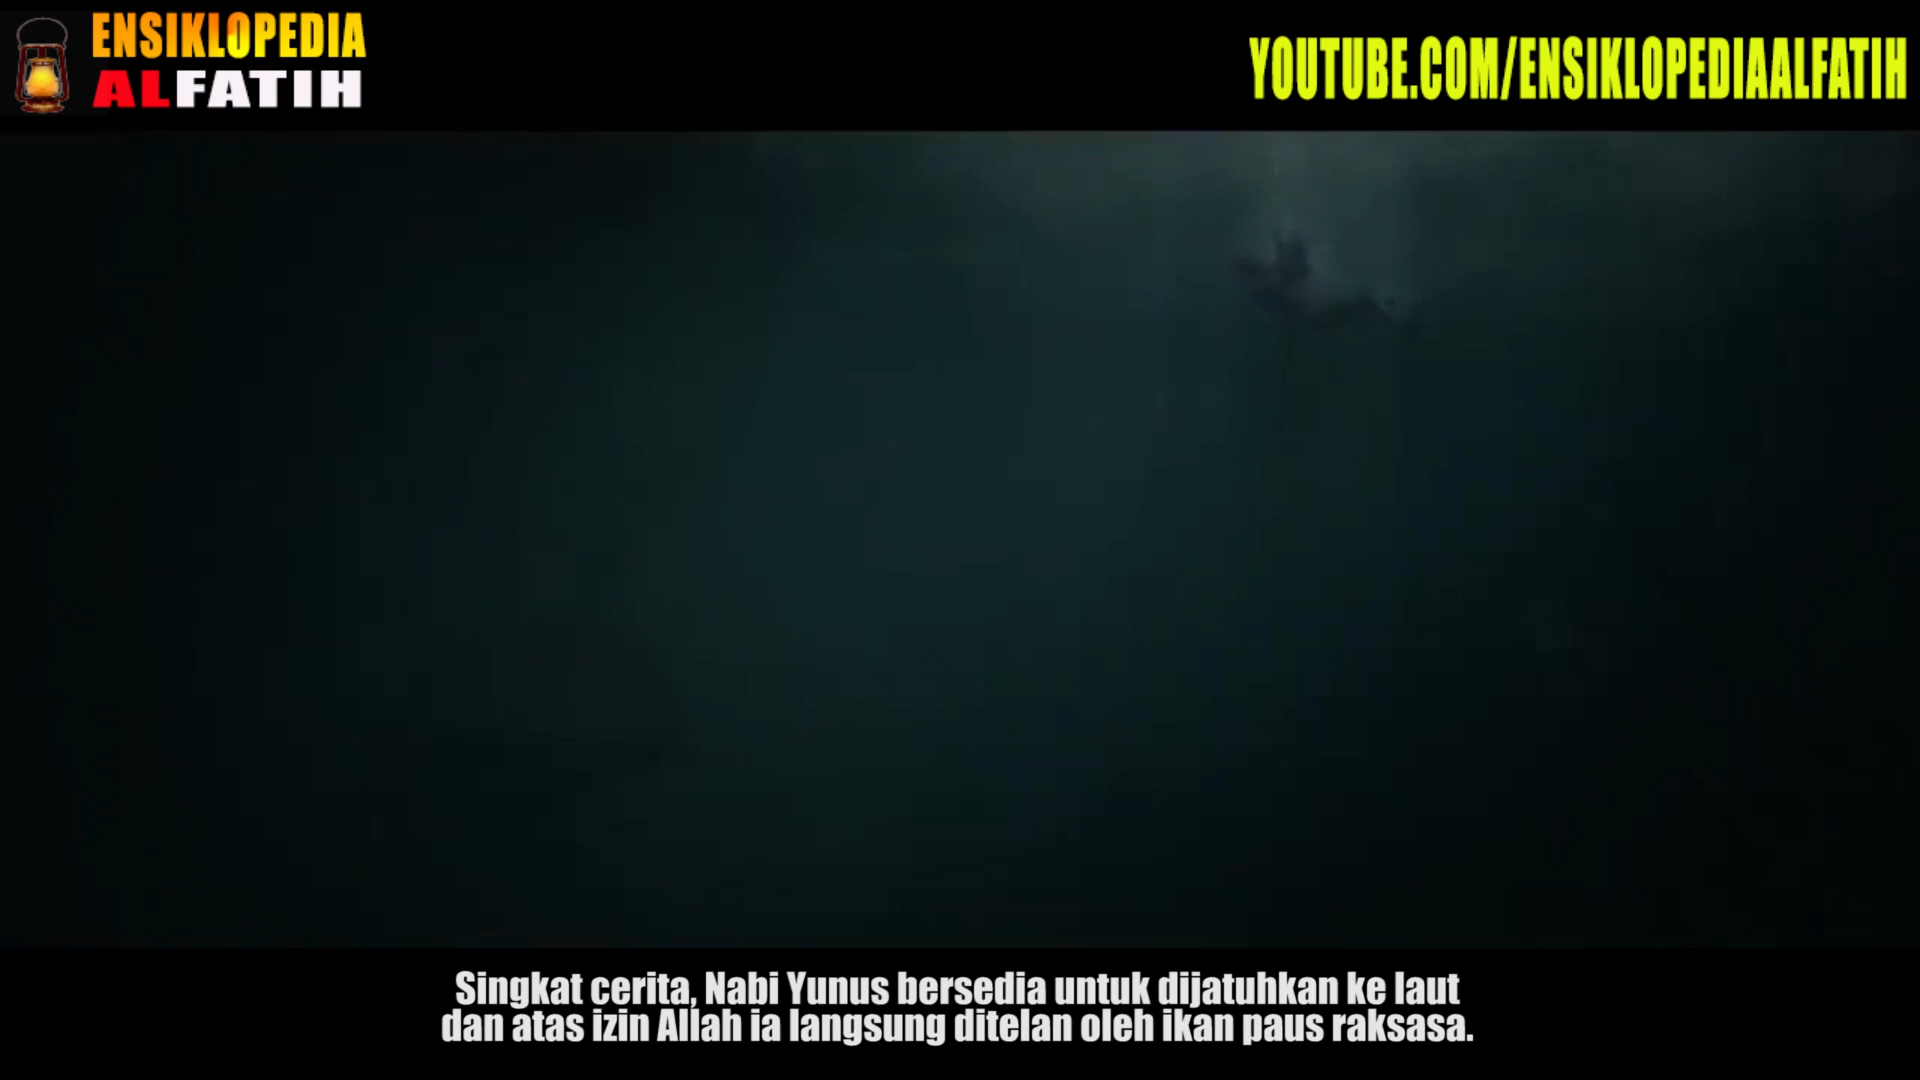 ENSIKLOPEDIA
ALFATIH
YOUTUBE.COM/ENSIKLOPEDIAALFATIH
Singkat cerita, Nabi Yunus bersedia untuk dijatuhkan ke laut
dan atas izin Allah ia langsung ditelan oleh ikan paus raksasa.